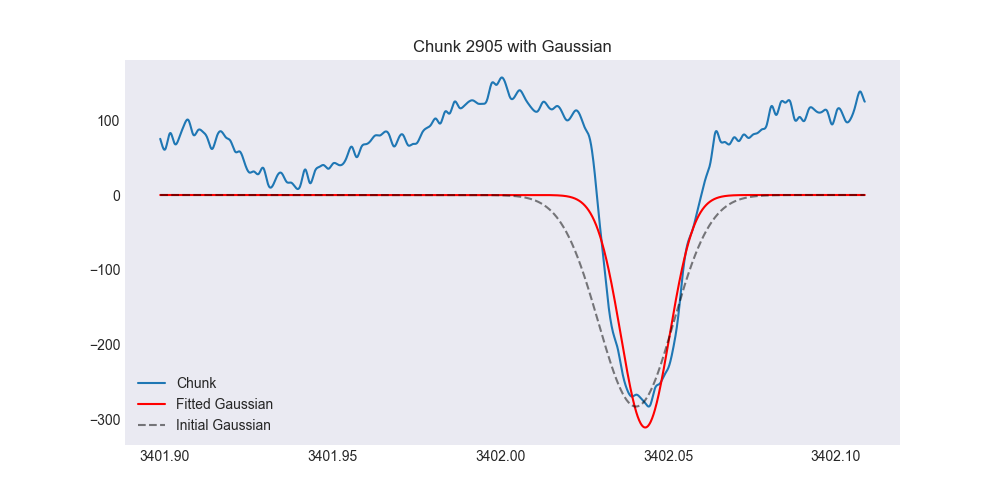 Chunk 2905 with Gaussian
100
0
−100
−200
−300
Chunk
Fitted Gaussian
Initial Gaussian
3401.90 3401.95 3402.00 3402.05 3402.10